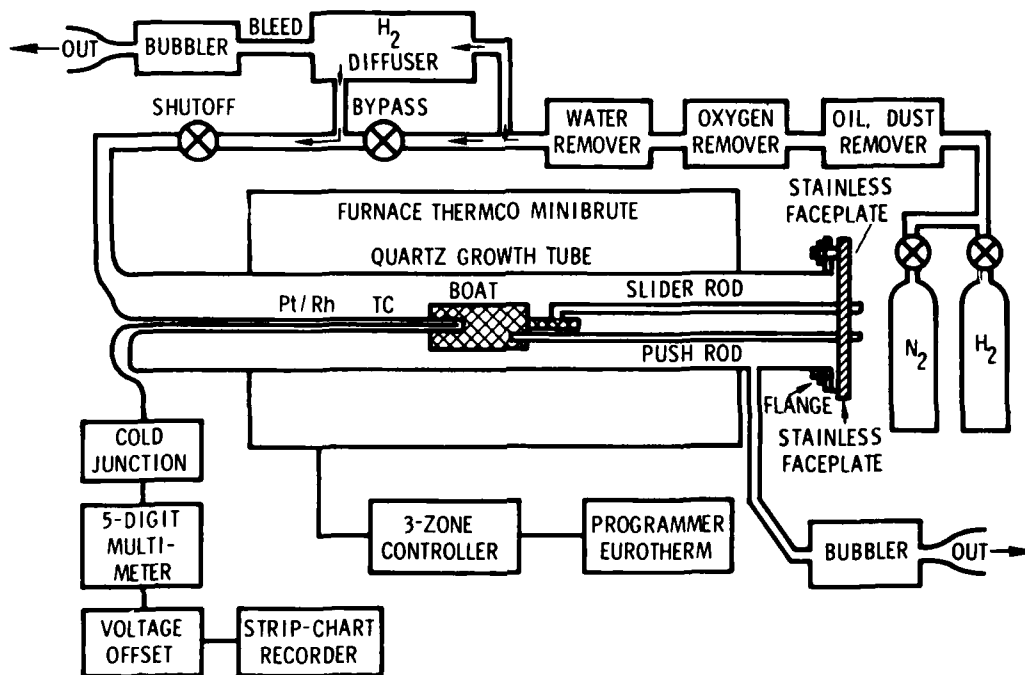 OUT
BUBBLER
BLEED
H2
DIFFUSER
SHUTOFF
BYPASS
WATER
REMOVER
OXYGEN
REMOVER
OIL, DUST
REMOVER
STAINLESS
FACEPLATE
FURNACE THERMCO MINIBRUTE
QUARTZ GROWTH TUBE
Pt/Rh TC
BOAT
SLIDER ROD
PUSH ROD
N2
H2
FLANGE
STAINLESS
FACEPLATE
COLD
JUNCTION
5-DIGIT
MULTI-
METER
3-ZONE
CONTROLLER
PROGRAMMER
EUROTHERM
BUBBLER
OUT
VOLTAGE
OFFSET
STRIP-CHART
RECORDER